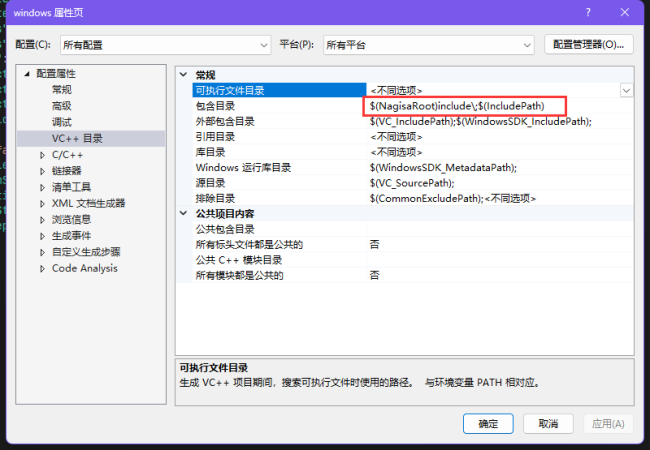 windows 属性页
配置(C): 所有配置 平台(P): 所有平台 配置管理器(O)...
配置属性
常规
高级
调试
VC++ 目录
C/C++
链接器
清单工具
XML 文档生成器
浏览信息
生成事件
自定义生成步骤
Code Analysis
常规
可执行文件目录 <不同选项>
包含目录 $(NagisaRoot)include\;$(IncludePath)
外部包含目录 $(VC_IncludePath);$(WindowsSDK_IncludePath);
引用目录 <不同选项>
库目录 <不同选项>
Windows 运行库目录 $(WindowsSDK_MetadataPath);
源目录 $(VC_SourcePath);
排除目录 $(CommonExcludePath);<不同选项>
公共项目内容
公共包含目录
所有标头文件都是公共的 否
公共 C++ 模块目录
所有模块都是公共的 否
可执行文件目录
生成 VC++ 项目期间，搜索可执行文件时使用的路径。 与环境变量 PATH 相对应。
确定 取消 应用(A)